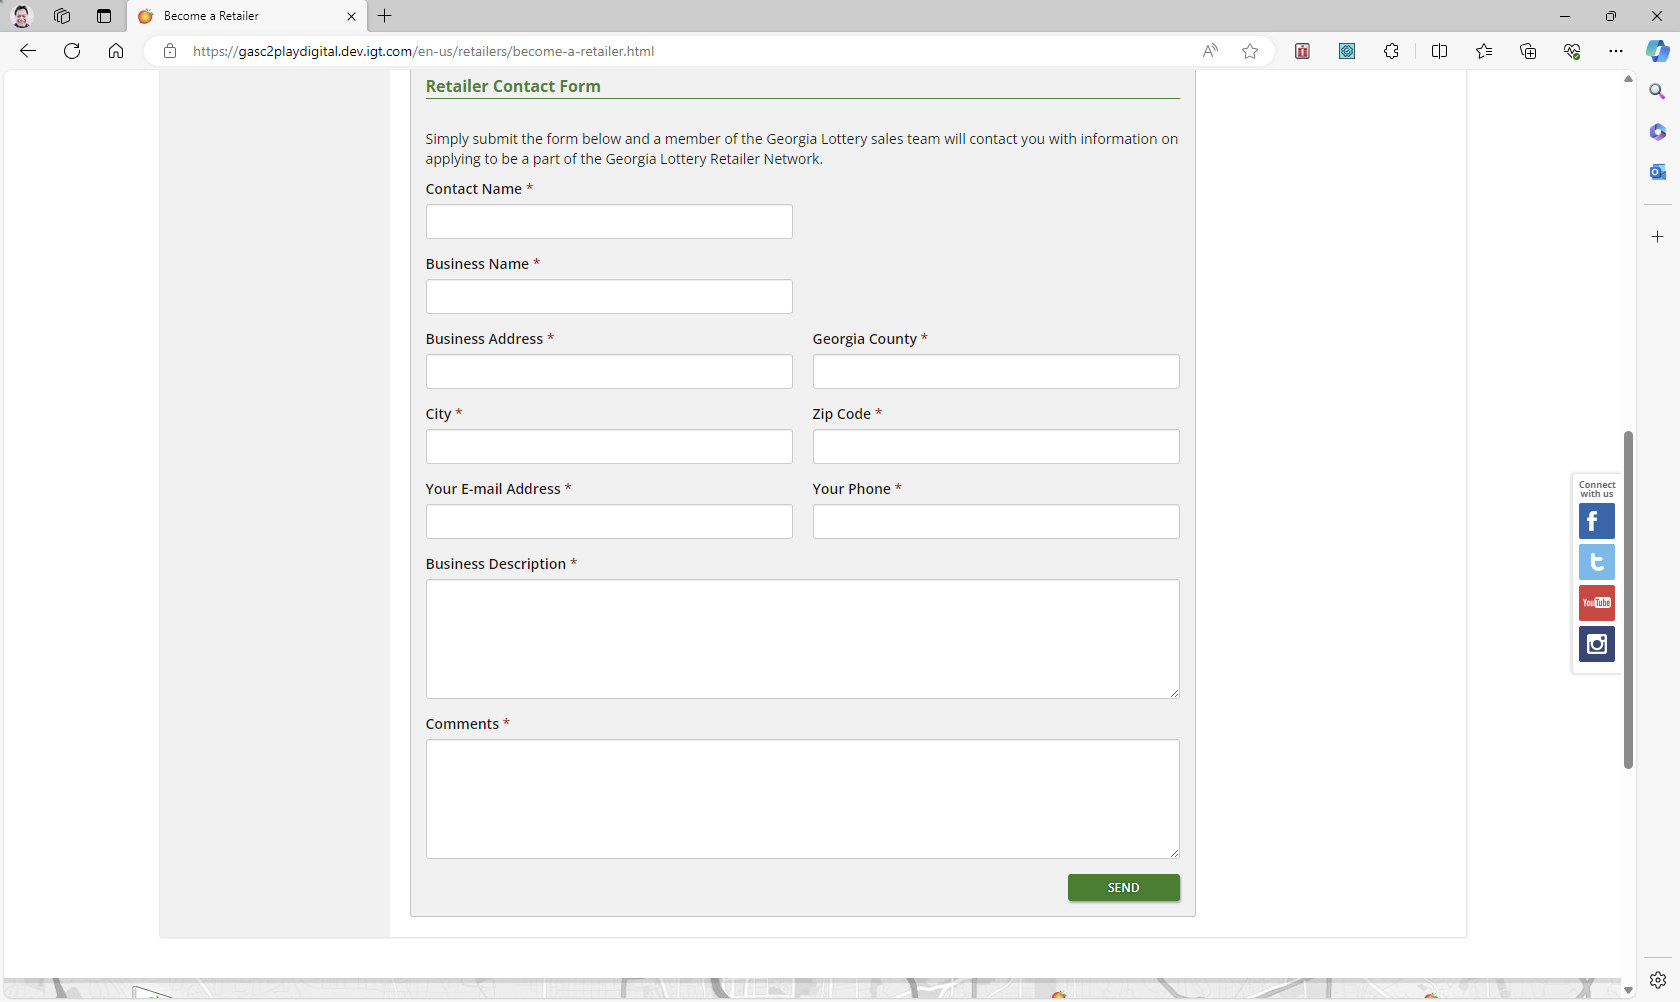 Become a Retailer
https://gasc2playdigital.dev.igt.com/en-us/retailers/become-a-retailer.html
Retailer Contact Form
Simply submit the form below and a member of the Georgia Lottery sales team will contact you with information on
applying to be a part of the Georgia Lottery Retailer Network.
Contact Name *
Business Name *
Business Address * Georgia County *
City * Zip Code *
Your E-mail Address * Your Phone *
Business Description *
Comments *
SEND
Connect
with us
YouTube